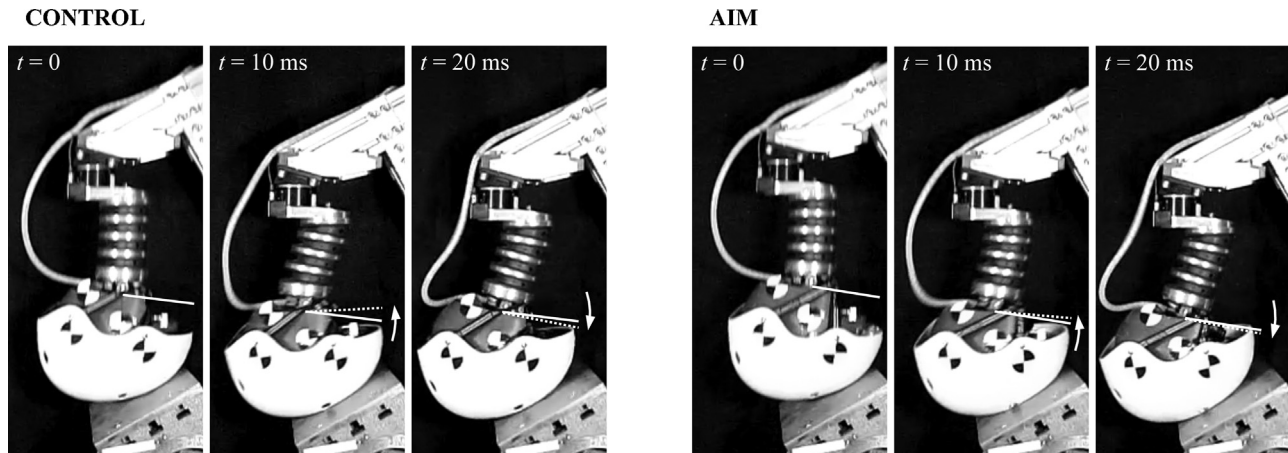 CONTROL
t = 0
t = 10 ms
t = 20 ms
AIM
t = 0
t = 10 ms
t = 20 ms